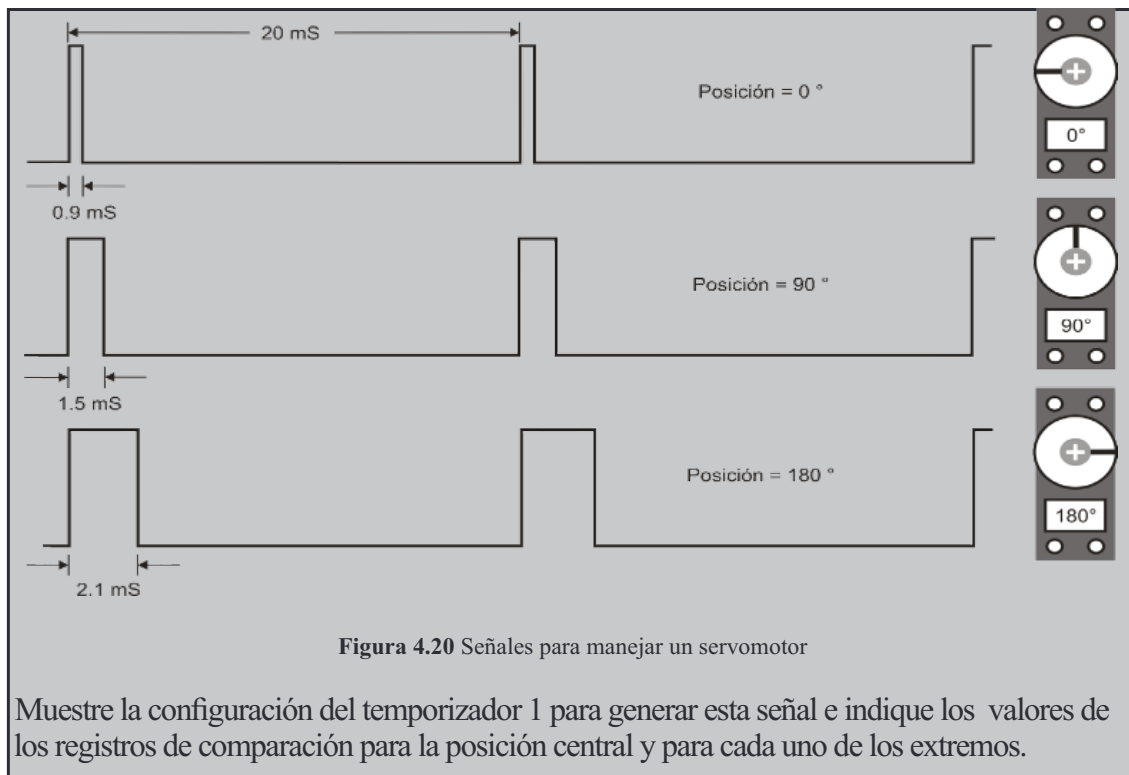 20 mS
Posición = 0 °
0°
0.9 mS
Posición = 90 °
90°
1.5 mS
Posición = 180 °
180°
2.1 mS
Figura 4.20 Señales para manejar un servomotor
Muestre la configuración del temporizador 1 para generar esta señal e indique los valores de
los registros de comparación para la posición central y para cada uno de los extremos.